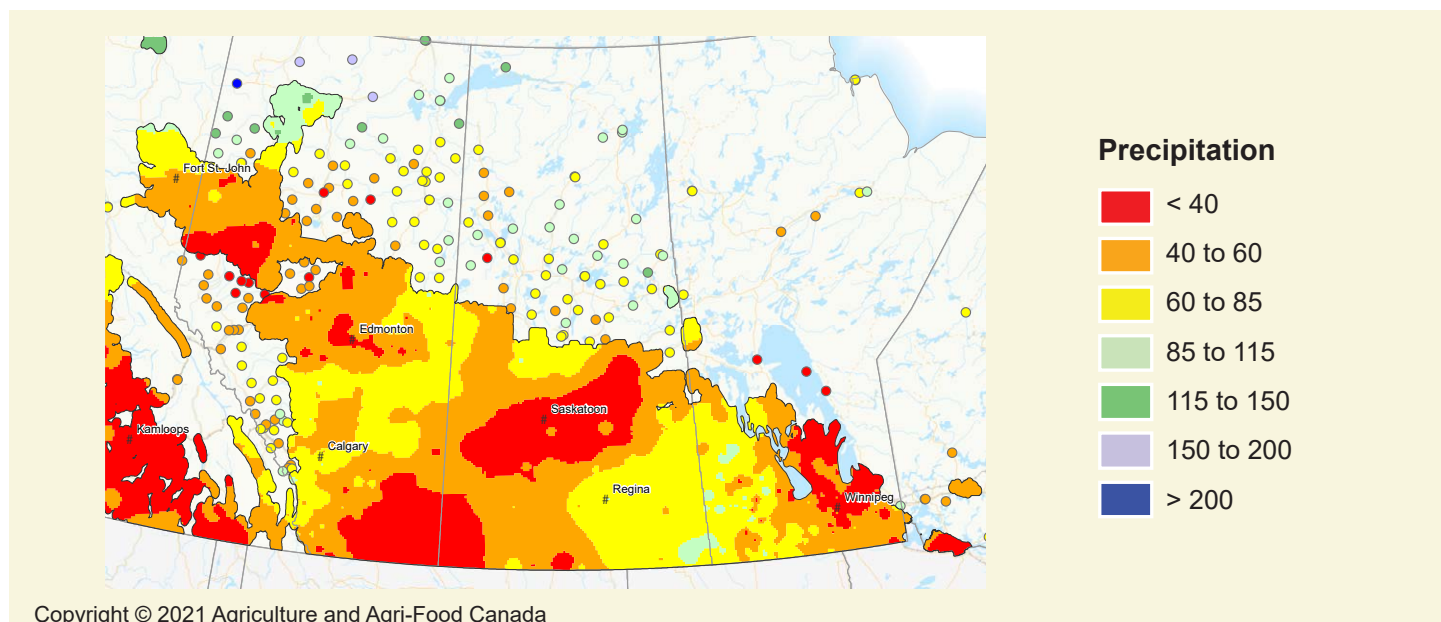 Fort St. John
Edmonton
Saskatoon
Kamloops
Calgary
Regina
Winnipeg
Precipitation
< 40
40 to 60
60 to 85
85 to 115
115 to 150
150 to 200
> 200
Copyright © 2021 Agriculture and Agri-Food Canada